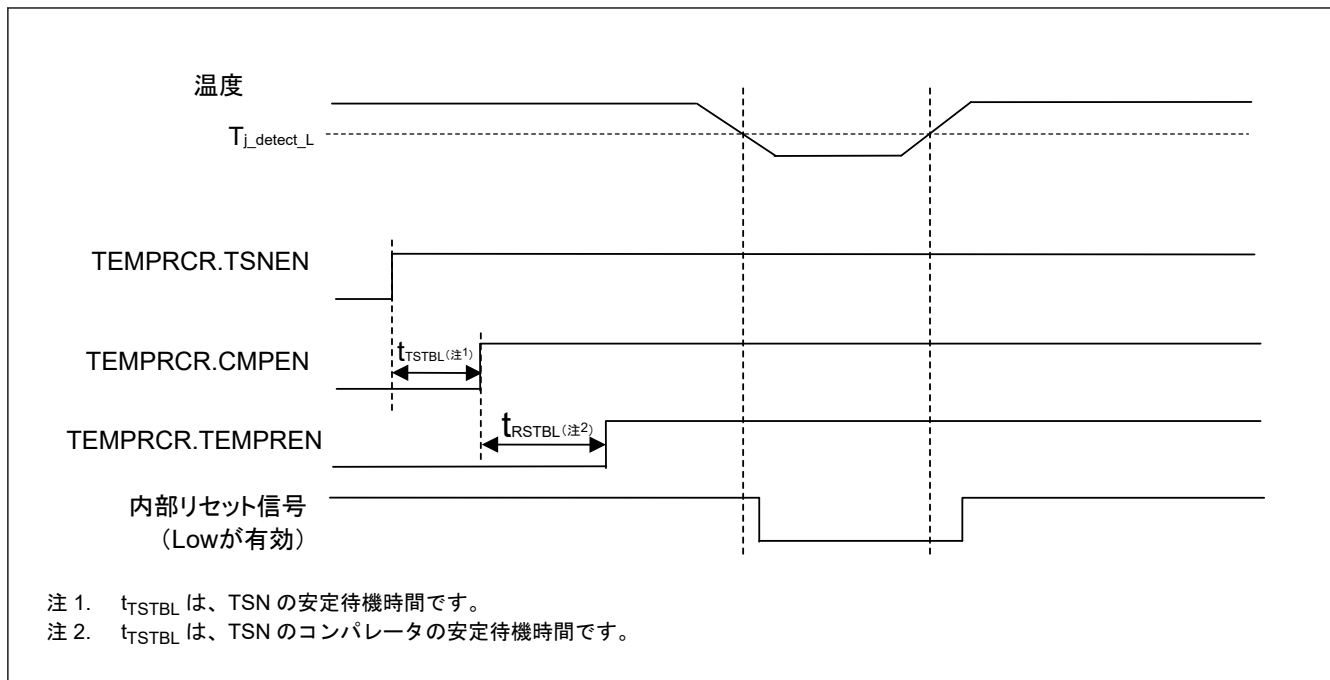 温度
Tj_detect_L
TEMPRCR.TSNEN
TEMPRCR.CMPEN
tTSTBL(注1)
TEMPRCR.TEMPREN
tRSTBL(注2)
内部リセット信号
（Lowが有効）
注 1. tTSTBL は、TSN の安定待機時間です。
注 2. tTSTBL は、TSN のコンパレータの安定待機時間です。